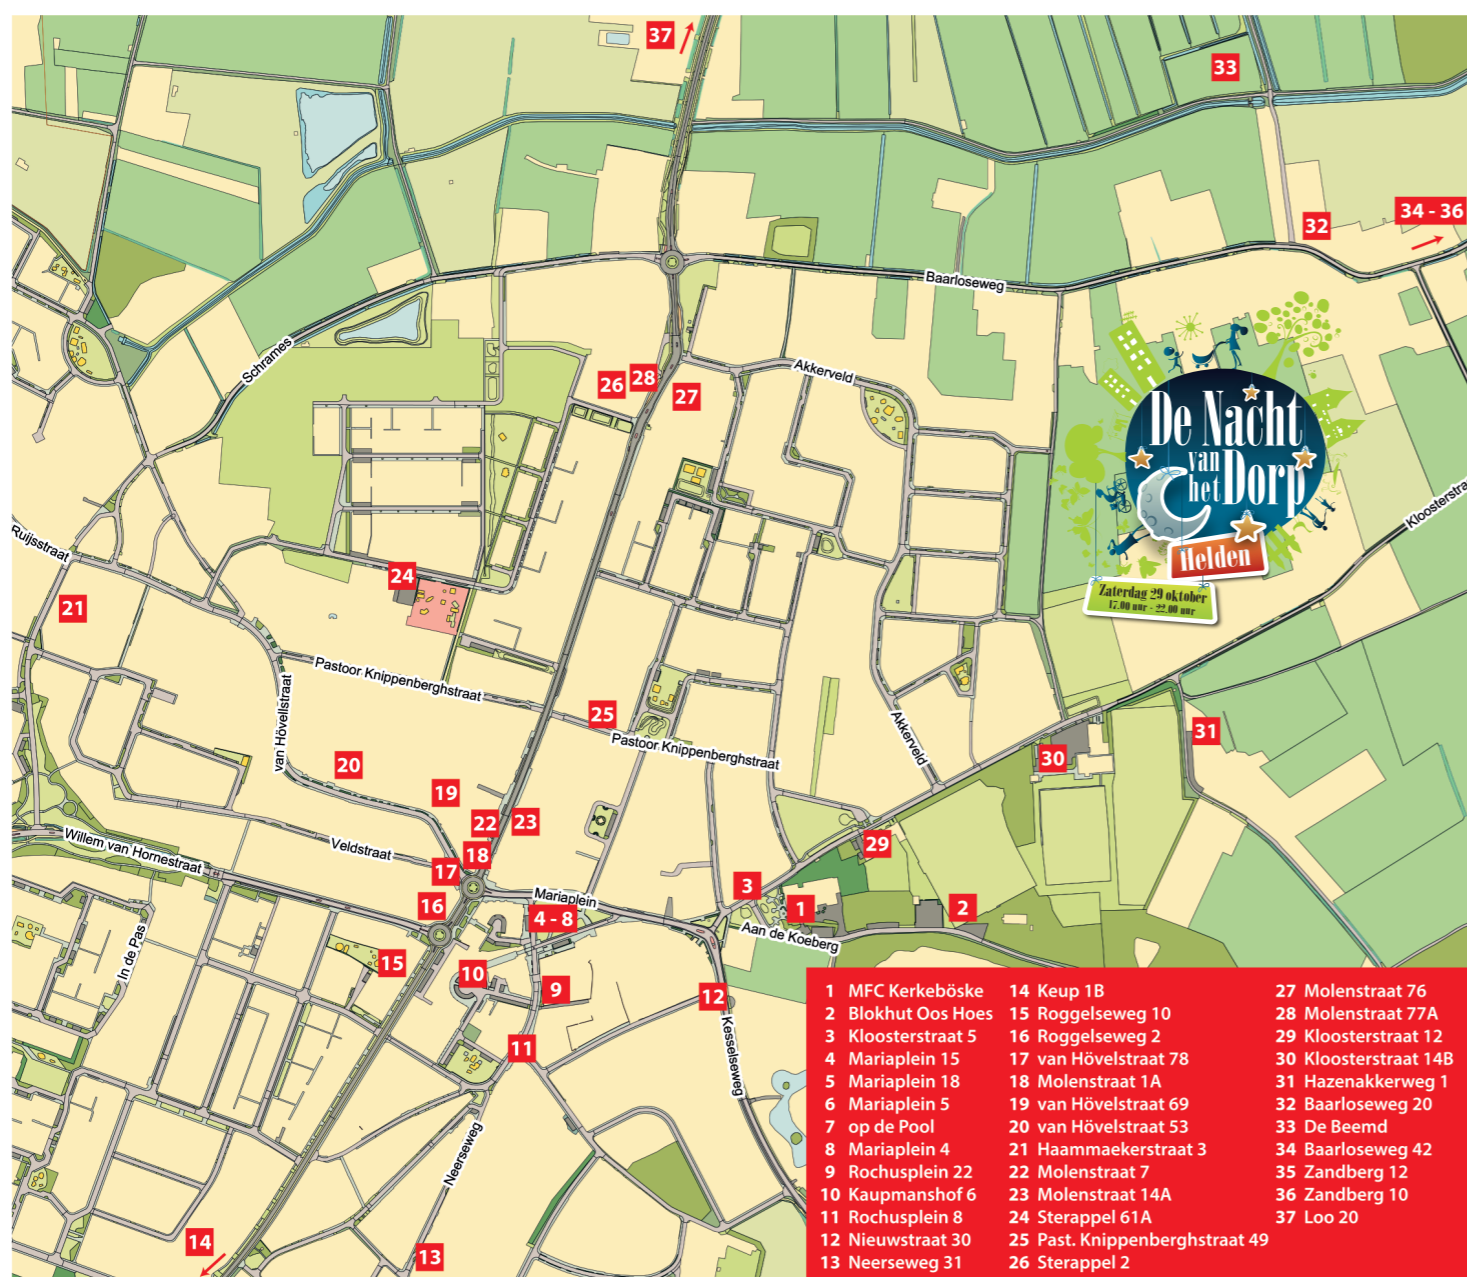 37
33
32
34 - 36
Baarloseweg
Schrames
26
28
27
Akkerveld
De Nacht
van
het Dorp
Helden
Zaterdag 29 oktober
17.00 uur - 22.00 uur
Kloosterstra
Ruijsstraat
24
21
Pastoor Knippenberghstraat
van Hövellstraat
25
Pastoor Knippenberghstraat
Akkerveld
31
30
20
19
22
23
Willem van Hornestraat
Veldstraat
18
17
29
3
16
Mariaplein
4 - 8
1
2
Aan de Koeberg
In de Pas
15
10
9
12
Kesselseweg
11
Neerseweg
14
13
1 MFC Kerkeböske
2 Blokhut Oos Hoes
3 Kloosterstraat 5
4 Mariaplein 15
5 Mariaplein 18
6 Mariaplein 5
7 op de Pool
8 Mariaplein 4
9 Rochusplein 22
10 Kaupmanshof 6
11 Rochusplein 8
12 Nieuwstraat 30
13 Neerseweg 31
14 Keup 1B
15 Roggelseweg 10
16 Roggelseweg 2
17 van Hövelstraat 78
18 Molenstraat 1A
19 van Hövelstraat 69
20 van Hövelstraat 53
21 Haammaekerstraat 3
22 Molenstraat 7
23 Molenstraat 14A
24 Sterappel 61A
25 Past. Knippenberghstraat 49
26 Sterappel 2
27 Molenstraat 76
28 Molenstraat 77A
29 Kloosterstraat 12
30 Kloosterstraat 14B
31 Hazenakkerweg 1
32 Baarloseweg 20
33 De Beemd
34 Baarloseweg 42
35 Zandberg 12
36 Zandberg 10
37 Loo 20